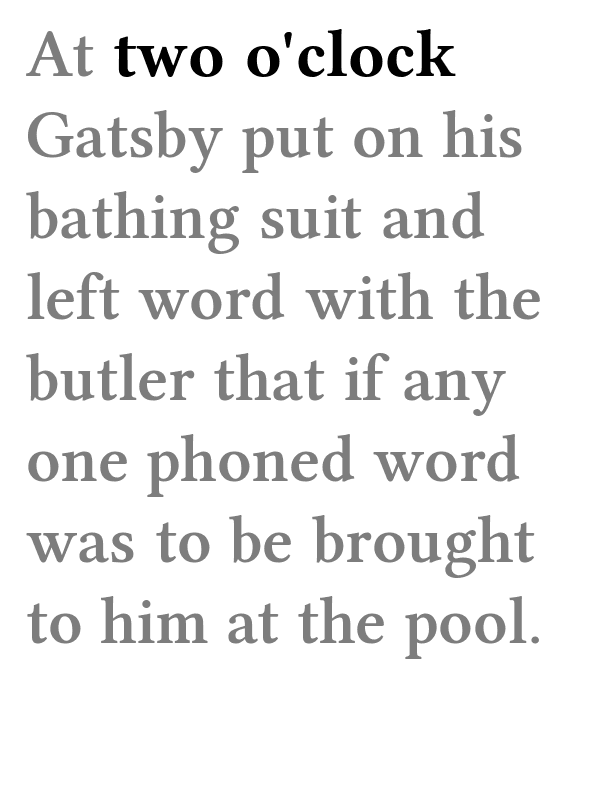 At two o'clock
Gatsby put on his
bathing suit and
left word with the
butler that if any
one phoned word
was to be brought
to him at the pool.